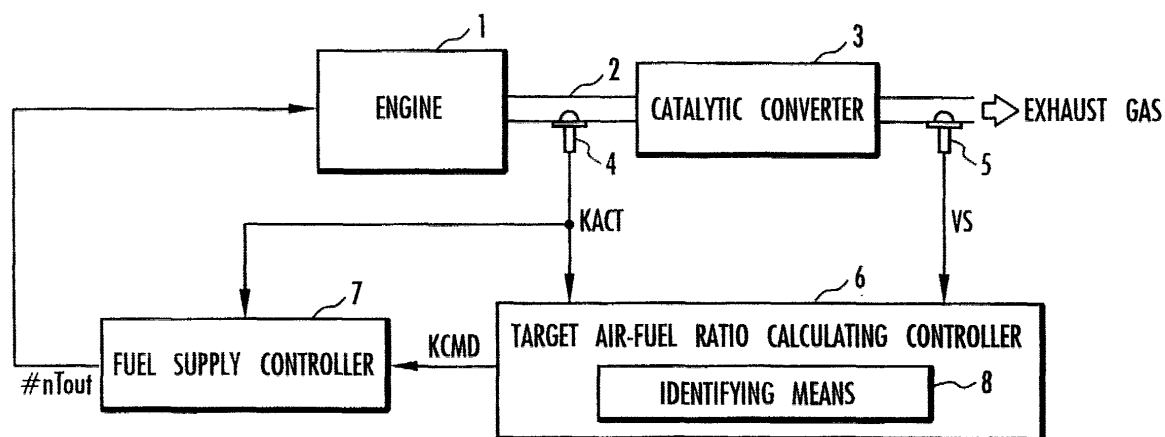 1
ENGINE
2
3
CATALYTIC CONVERTER
EXHAUST GAS
4
5
KACT
VS
6
TARGET AIR-FUEL RATIO CALCULATING CONTROLLER
IDENTIFYING MEANS
8
7
FUEL SUPPLY CONTROLLER
KCMD
#nTout